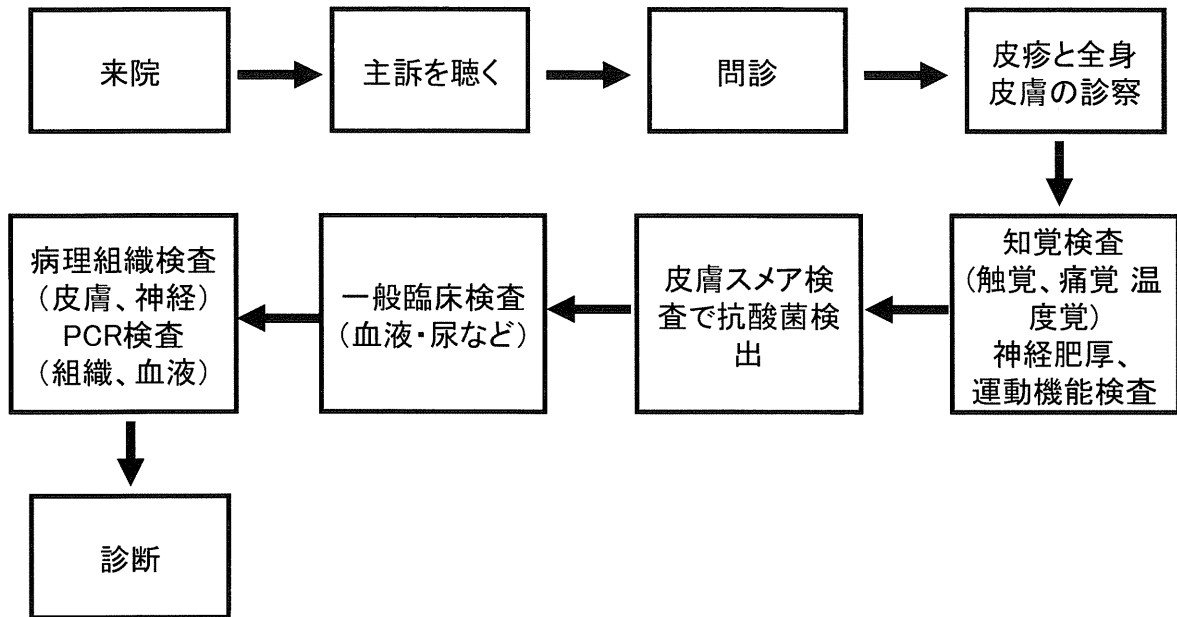 来院
主訴を聴く
問診
皮疹と全身
皮膚の診察
知覚検査
(触覚、痛覚 温
度覚)
神経肥厚、
運動機能検査
皮膚スメア検
査で抗酸菌検
出
一般臨床検査
(血液・尿など)
病理組織検査
(皮膚、神経)
PCR検査
(組織、血液)
診断